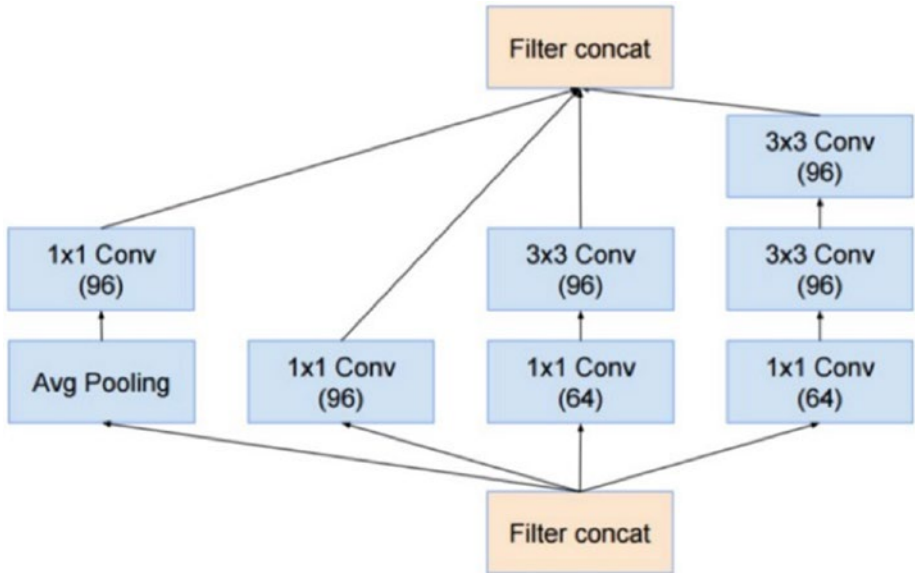 Filter concat
3x3 Conv
(96)
1x1 Conv
(96)
3x3 Conv
(96)
3x3 Conv
(96)
Avg Pooling
1x1 Conv
(96)
1x1 Conv
(64)
1x1 Conv
(64)
Filter concat